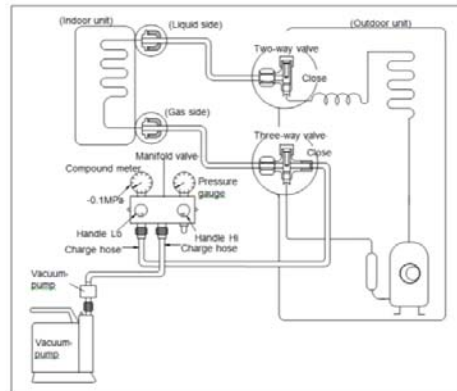 (Indoor unit)
(Liquid side)
(Outdoor unit)
Two-way valve
Close
(Gas side)
Three-way valve
Close
Manifold valve
Compound meter
-0.1MPa
Pressure
gauge
Handle Lo
Handle Hi
Charge hose
Charge hose
Vacuum-
pump
Vacuum-
pump